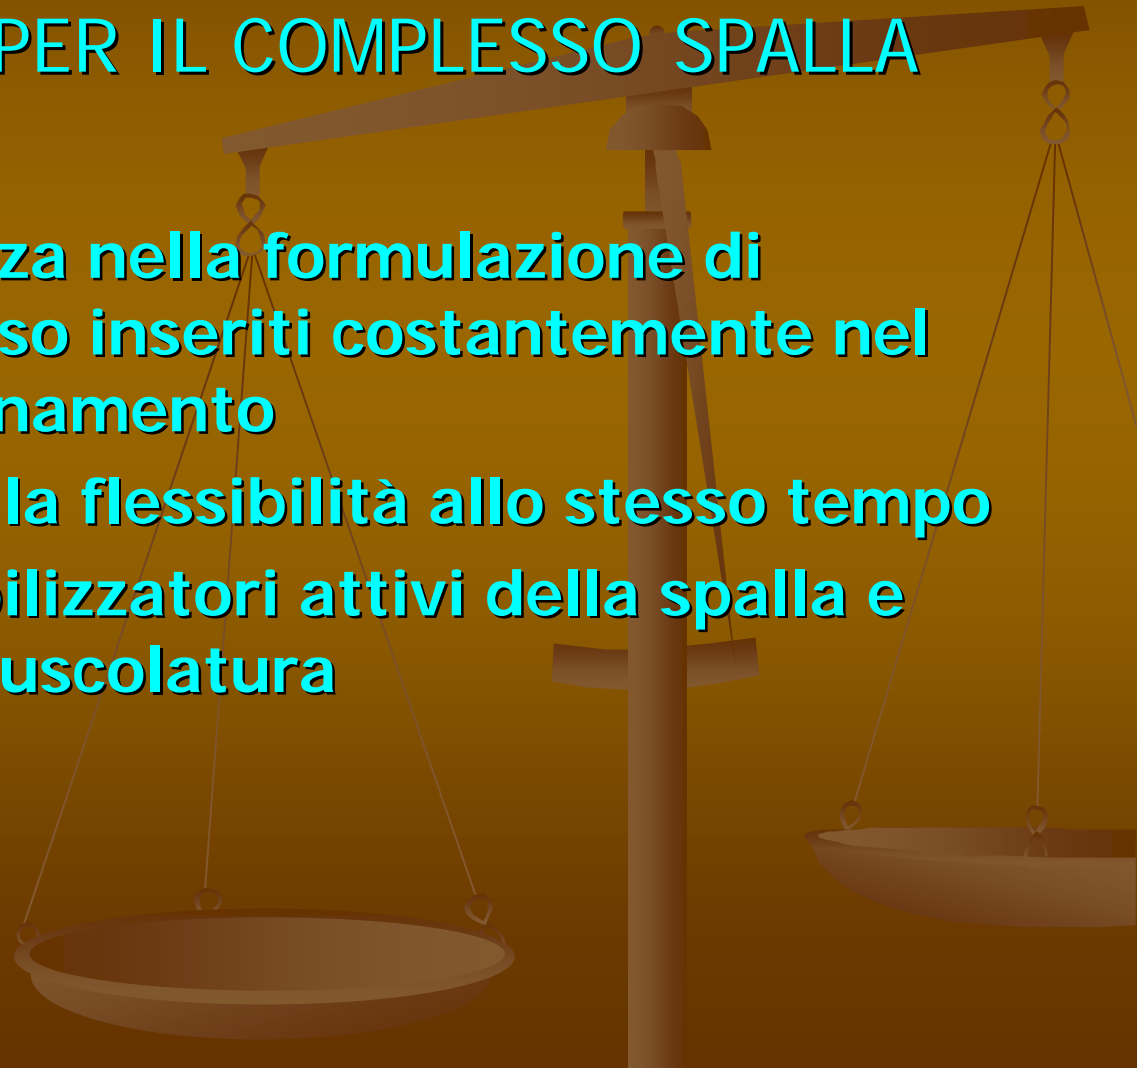 PER IL COMPLESSO SPALLA
za nella formulazione di
so inseriti costantemente nel
namento
la flessibilità allo stesso tempo
ilizzatori attivi della spalla e
uscolatura